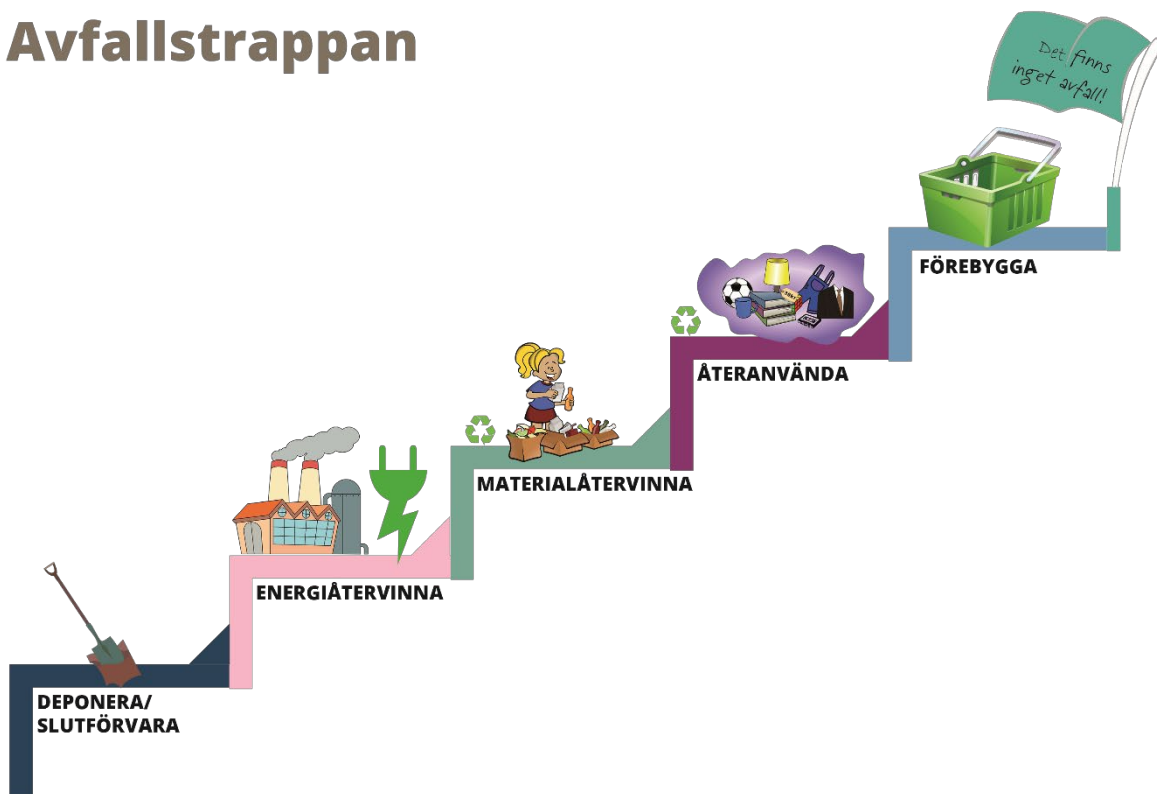 Avfallstrappan
Det finns
inget avfall!
FÖREBYGGA
ÅTERANVÄNDA
MATERIALÅTERVINNA
ENERGIÅTERVINNA
DEPONERA/
SLUTFÖRVARA